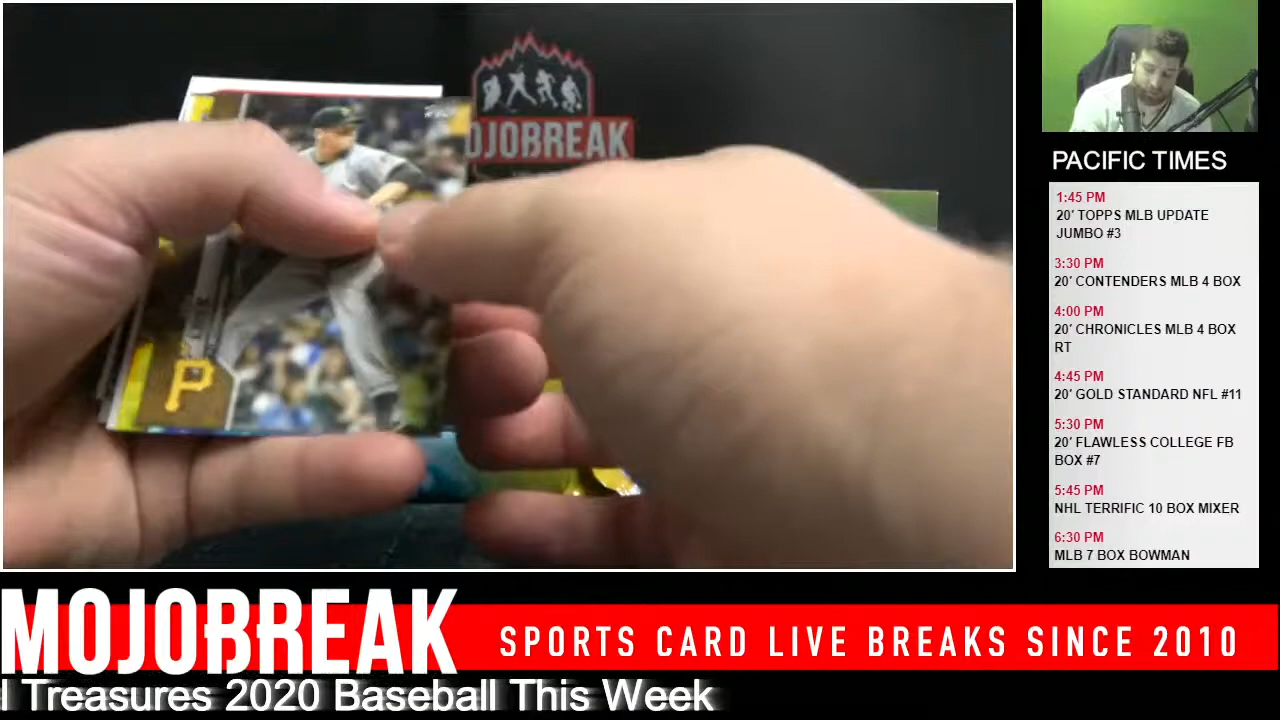 OJOBREAK
P
PACIFIC TIMES
1:45 PM
20' TOPPS MLB UPDATE
JUMBO #3
3:30 PM
20' CONTENDERS MLB 4 BOX
4:00 PM
20' CHRONICLES MLB 4 BOX
RT
4:45 PM
20' GOLD STANDARD NFL #11
5:30 PM
20' FLAWLESS COLLEGE FB
BOX #7
5:45 PM
NHL TERRIFIC 10 BOX MIXER
6:30 PM
MLB 7 BOX BOWMAN
MOJOBREAK
SPORTS CARD LIVE BREAKS SINCE 2010
l Treasures 2020 Baseball This Week